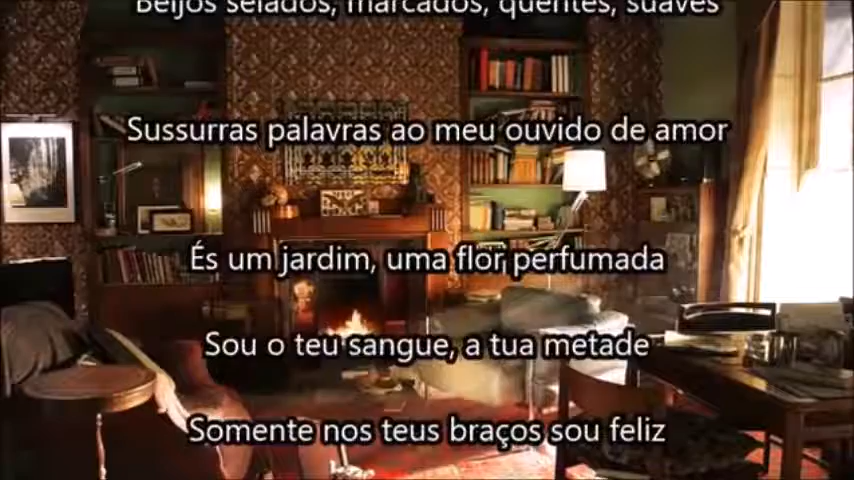 Beijos selados, marcados, quentes, suaves
Sussurras palavras ao meu ouvido de amor
És um jardim, uma flor perfumada
Sou o teu sangue, a tua metade
Somente nos teus braços sou feliz